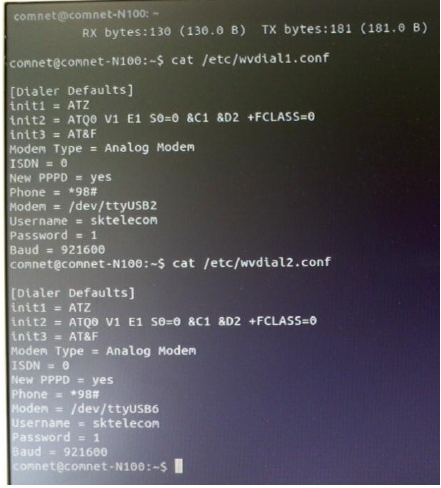 comnet@comnet-N100: ~
RX bytes:130 (130.0 B)  TX bytes:181 (181.0 B)
comnet@comnet-N100:~$ cat /etc/wvdial1.conf
[Dialer Defaults]
init1 = ATZ
init2 = ATQ0 V1 E1 S0=0 &C1 &D2 +FCLASS=0
init3 = AT&F
Modem Type = Analog Modem
ISDN = 0
New PPPD = yes
Phone = *98#
Modem = /dev/ttyUSB2
Username = sktelecom
Password = 1
Baud = 921600
comnet@comnet-N100:~$ cat /etc/wvdial2.conf
[Dialer Defaults]
init1 = ATZ
init2 = ATQ0 V1 E1 S0=0 &C1 &D2 +FCLASS=0
init3 = AT&F
Modem Type = Analog Modem
ISDN = 0
New PPPD = yes
Phone = *98#
Modem = /dev/ttyUSB6
Username = sktelecom
Password = 1
Baud = 921600
comnet@comnet-N100:~$